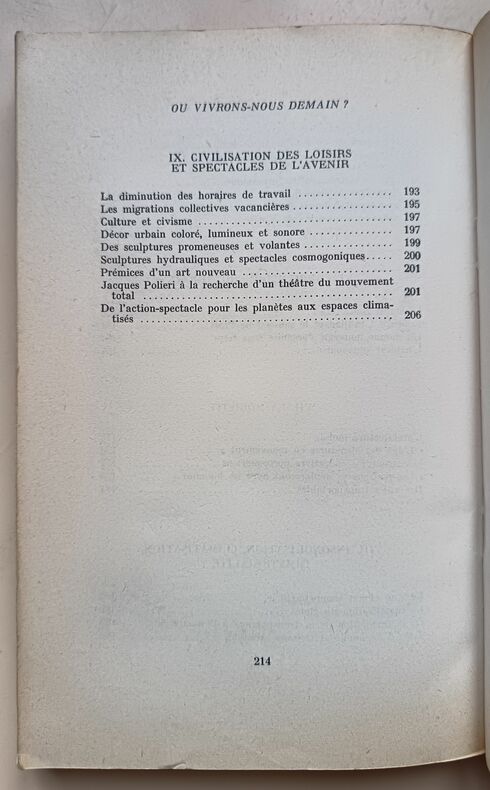 OU VIVRONS-NOUS DEMAIN ?
IX. CIVILISATION DES LOISIRS
ET SPECTACLES DE L'AVENIR
La diminution des horaires de travail ................ 193
Les migrations collectives vacancières ................ 195
Culture et civisme ................ 197
Décor urbain coloré, lumineux et sonore ................ 197
Des sculptures promeneuses et volantes ................ 199
Sculptures hydrauliques et spectacles cosmogoniques..... 200
Prémices d'un art nouveau ................ 201
Jacques Polieri à la recherche d'un théâtre du mouvement
total ................ 201
De l'action-spectacle pour les planètes aux espaces clima-
tisés ................ 206
214